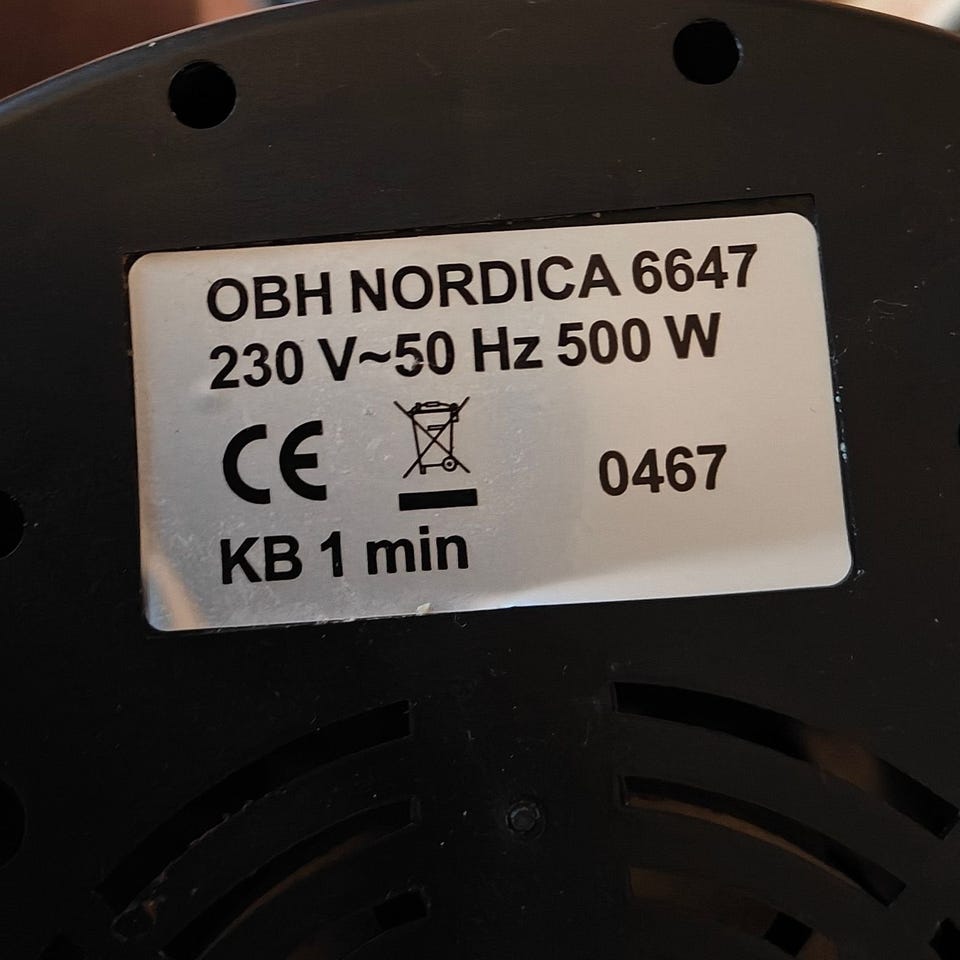 OBH NORDICA 6647
230 V~50 Hz 500 W
CE 0467
KB 1 min